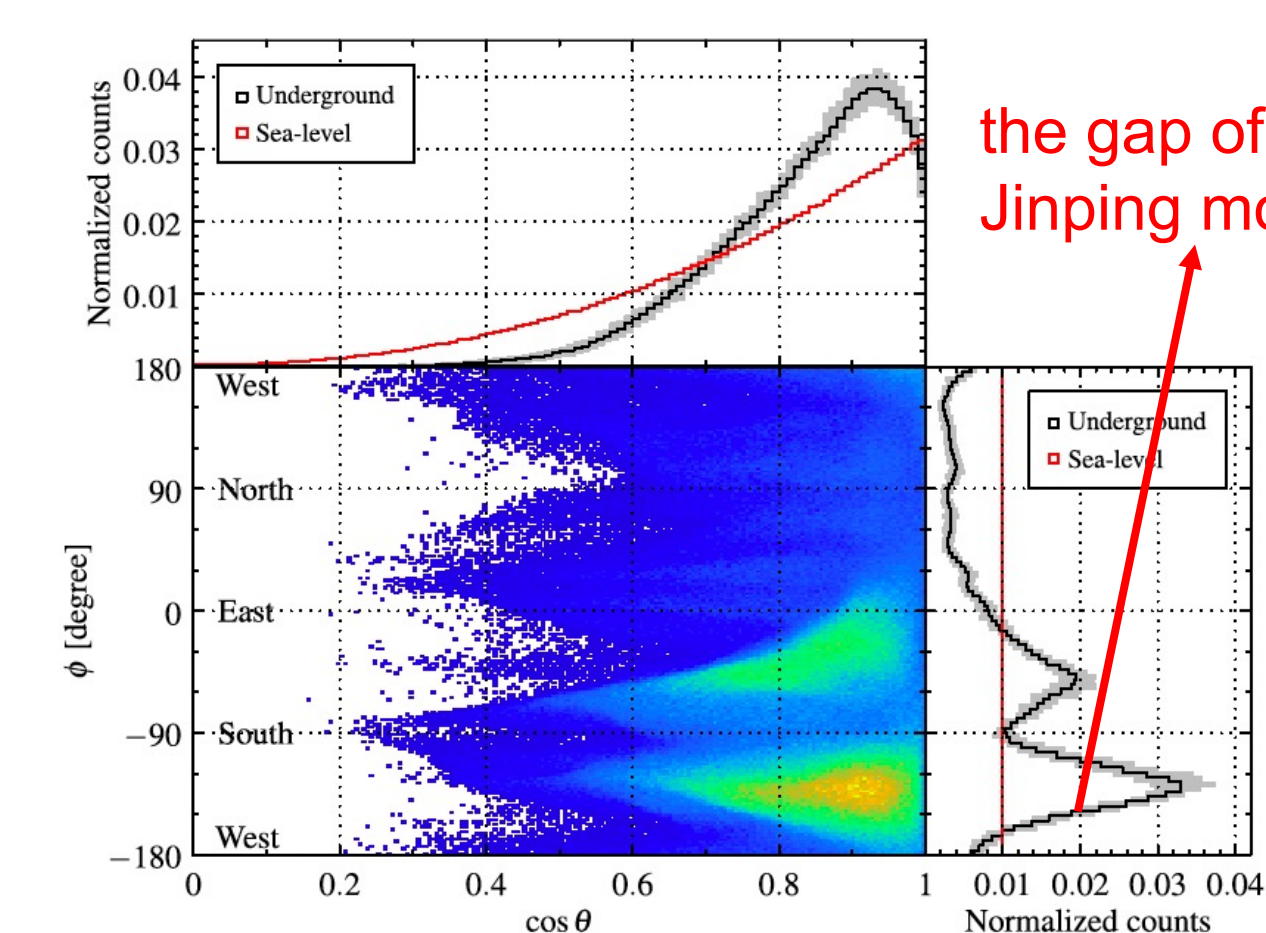 0.04
0.03
0.02
0.01
Normalized counts
Underground
Sea-level
the gap of
Jinping
180
90
0
−90
−180
ϕ [degree]
West
North
East
South
West
Underground
Sea-level
0 0.2 0.4 0.6 0.8 1
cos θ
0.01 0.02 0.03 0.04
Normalized counts